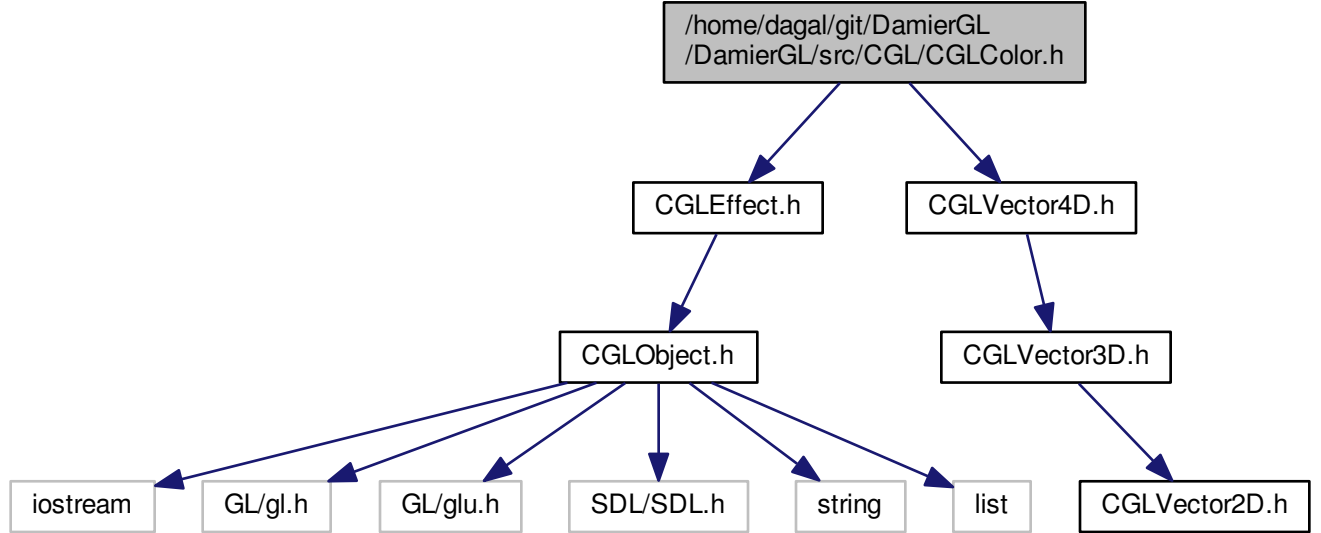 /home/dagal/git/DamierGL
/DamierGL/src/CGL/CGLColor.h
CGLEffect.h
CGLVector4D.h
CGLObject.h
CGLVector3D.h
iostream
GL/gl.h
GL/glu.h
SDL/SDL.h
string
list
CGLVector2D.h